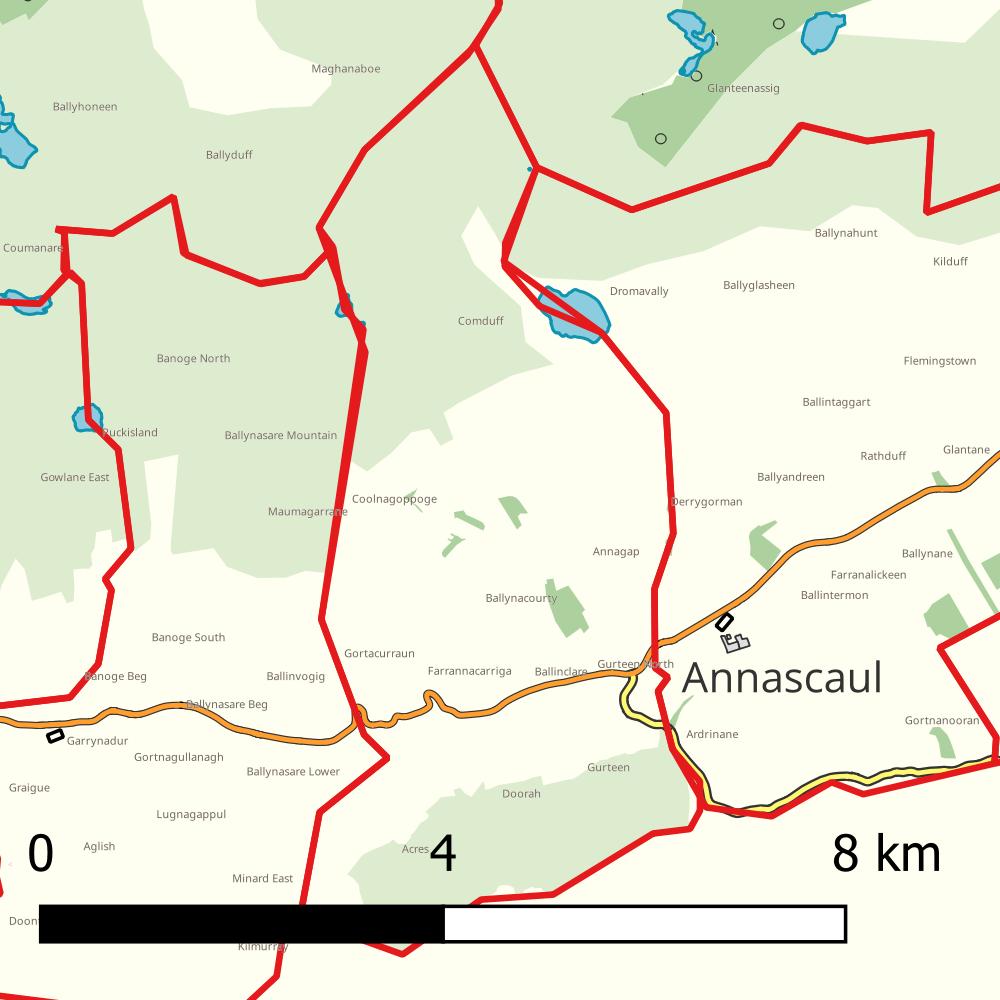 Maghanaboe
Glanteenassig
Ballyhoneen
Ballyduff
Ballynahunt
Coumanare
Kilduff
Dromavally
Ballyglasheen
Comduff
Banoge North
Flemingstown
Ballintaggart
Ruckisland
Ballynasare Mountain
Glantane
Rathduff
Gowlane East
Ballyandreen
Coolnagoppoge
Derrygorman
Maumagarrane
Annagap
Ballynane
Farranalickeen
Ballynacourty
Ballintermon
Banoge South
Gortacurraun
Gurteen North
Farrannacarriga
Ballinclare
Banoge Beg
Ballinvogig
Annascaul
Ballynasare Beg
Gortnanooran
Garrynadur
Ardrinane
Gortnagullanagh
Ballynasare Lower
Gurteen
Graigue
Doorah
Lugnagappul
Aglish
Acres
0 4 8 km
Minard East
Kilmurray